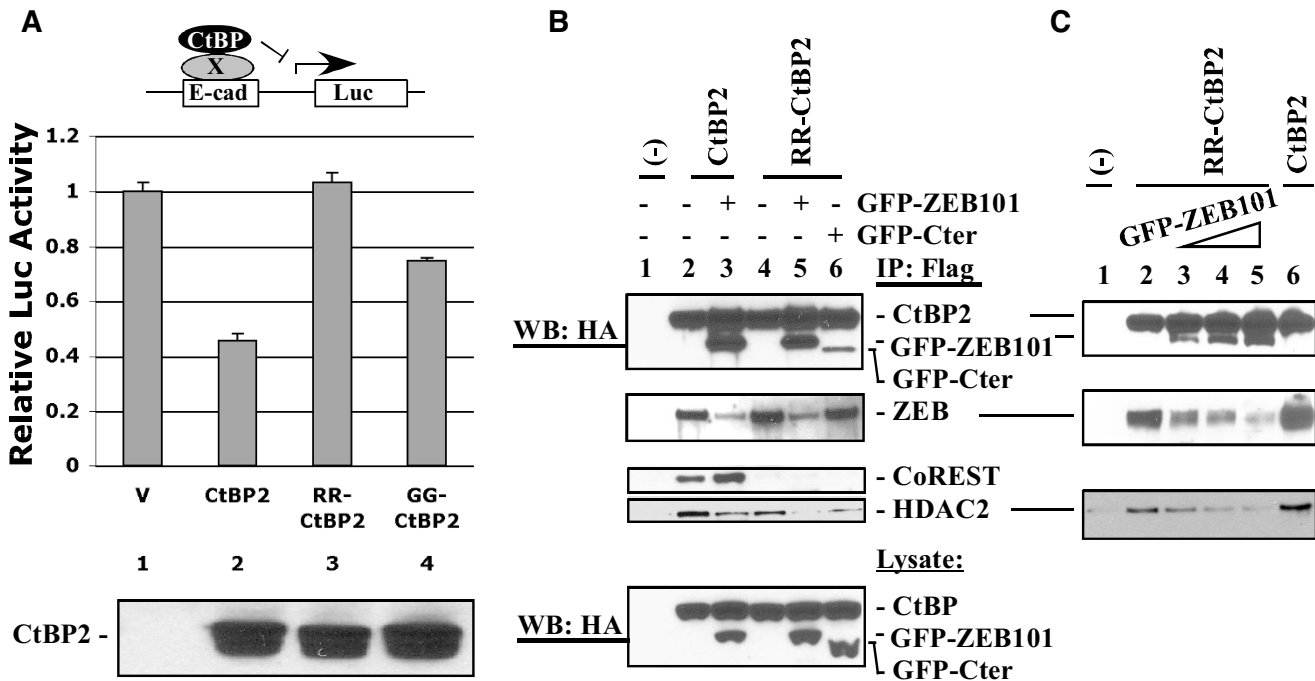 A
CtBP
X
E-cad
Luc
Relative Luc Activity
1.2
1
0.8
0.6
0.4
0.2
0
V
CtBP2
RR-
CtBP2
GG-
CtBP2
1
2
3
4
CtBP2 -
B
(-)
CtBP2
RR-CtBP2
- - + - + - GFP-ZEB101
- - - - - + GFP-Cter
1 2 3 4 5 6 IP: Flag
WB: HA
- CtBP2
- GFP-ZEB101
GFP-Cter
- ZEB
- CoREST
- HDAC2
Lysate:
WB: HA
- CtBP
- GFP-ZEB101
GFP-Cter
C
(-)
RR-CtBP2
CtBP2
GFP-ZEB101
1 2 3 4 5 6